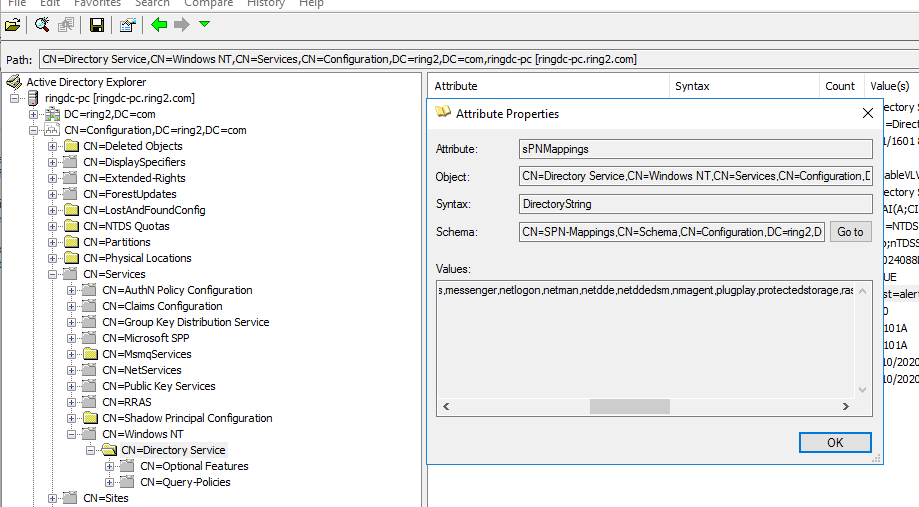 File Edit Favorites Search Compare History Help
Path: CN=Directory Service,CN=Windows NT,CN=Services,CN=Configuration,DC=ring2,DC=com,ringdc-pc [ringdc-pc.ring2.com]
Active Directory Explorer
ringdc-pc [ringdc-pc.ring2.com]
DC=ring2,DC=com
CN=Configuration,DC=ring2,DC=com
CN=Deleted Objects
CN=DisplaySpecifiers
CN=Extended-Rights
CN=ForestUpdates
CN=LostAndFoundConfig
CN=NTDS Quotas
CN=Partitions
CN=Physical Locations
CN=Services
CN=AuthN Policy Configuration
CN=Claims Configuration
CN=Group Key Distribution Service
CN=Microsoft SPP
CN=MsmqServices
CN=NetServices
CN=Public Key Services
CN=RRAS
CN=Shadow Principal Configuration
CN=Windows NT
CN=Directory Service
CN=Optional Features
CN=Query-Policies
CN=Sites
Attribute Syntax Count Value(s)
Attribute Properties
Attribute: sPNMappings
Object: CN=Directory Service,CN=Windows NT,CN=Services,CN=Configuration,D
Syntax: DirectoryString
Schema: CN=SPN-Mappings,CN=Schema,CN=Configuration,DC=ring2,D Go to
Values:
s,messenger,netlogon,netman,netdde,netddedsm,nmagent,plugplay,protectedstorage,ras
OK
ectory Se
=Direct
1/1601 8
ableVLV
ectory Se
AI(A;CI
=NTDS
p;nTDSS
024088D
UE
st=alert
0
101A
101A
10/2020
10/2020